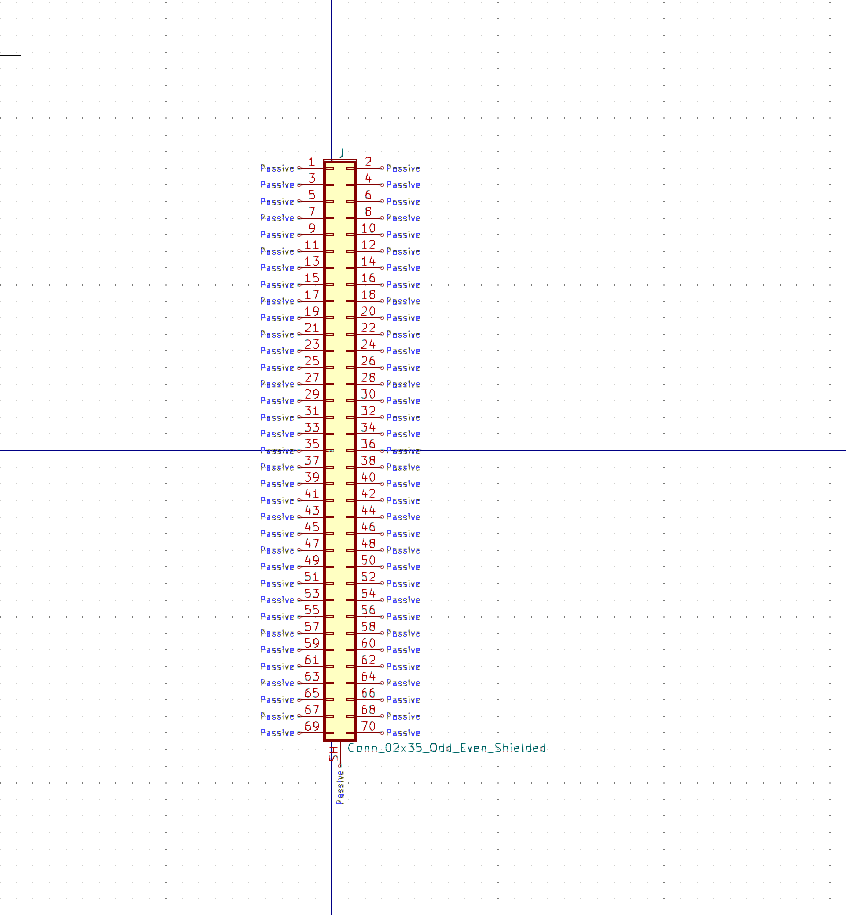 J
Passive 1 2 Passive
Passive 3 4 Passive
Passive 5 6 Passive
Passive 7 8 Passive
Passive 9 10 Passive
Passive 11 12 Passive
Passive 13 14 Passive
Passive 15 16 Passive
Passive 17 18 Passive
Passive 19 20 Passive
Passive 21 22 Passive
Passive 23 24 Passive
Passive 25 26 Passive
Passive 27 28 Passive
Passive 29 30 Passive
Passive 31 32 Passive
Passive 33 34 Passive
Passive 35 36 Passive
Passive 37 38 Passive
Passive 39 40 Passive
Passive 41 42 Passive
Passive 43 44 Passive
Passive 45 46 Passive
Passive 47 48 Passive
Passive 49 50 Passive
Passive 51 52 Passive
Passive 53 54 Passive
Passive 55 56 Passive
Passive 57 58 Passive
Passive 59 60 Passive
Passive 61 62 Passive
Passive 63 64 Passive
Passive 65 66 Passive
Passive 67 68 Passive
Passive 69 70 Passive
SH Conn_02x35_Odd_Even_Shielded
Passive